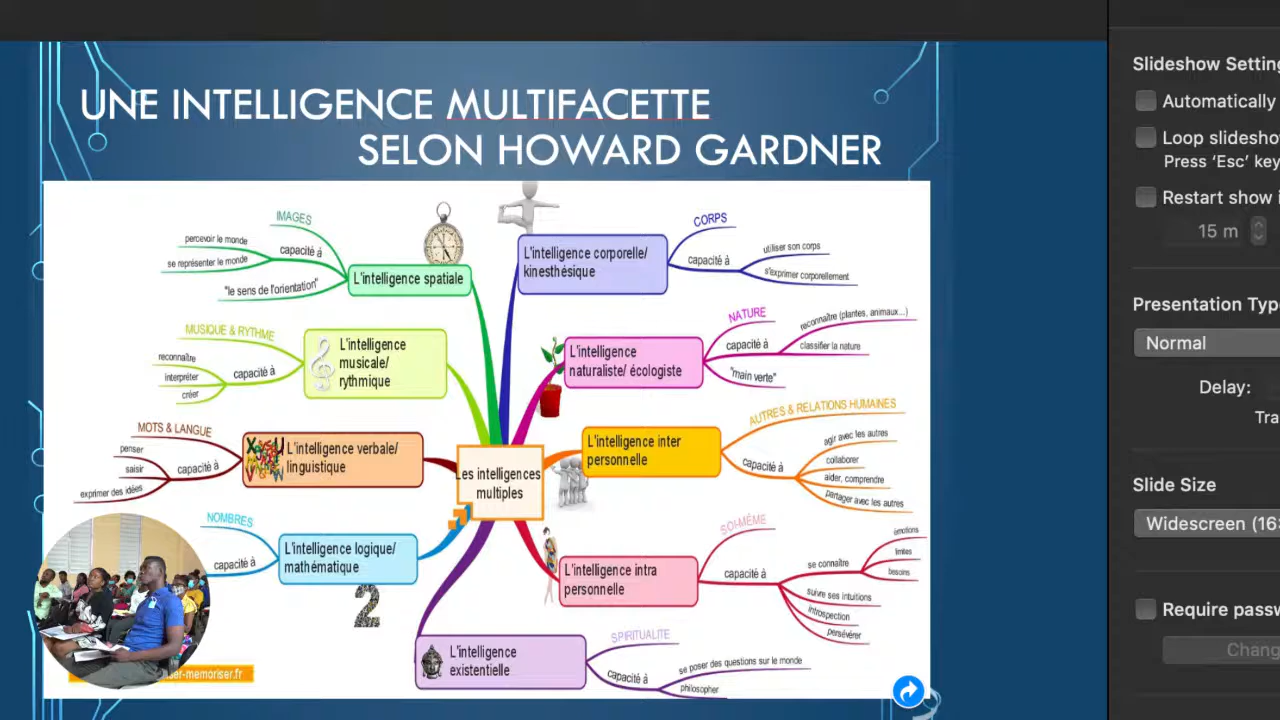 UNE INTELLIGENCE MULTIFACETTE
SELON HOWARD GARDNER
IMAGES
percevoir le monde
se représenter le monde
capacité à
"le sens de l'orientation"
L'intelligence spatiale
MUSIQUE & RYTHME
reconnaître
interpréter
créer
capacité à
L'intelligence
musicale/
rythmique
MOTS & LANGUE
penser
saisir
exprimer des idées
capacité à
L'intelligence verbale/
linguistique
NOMBRES
capacité à
L'intelligence logique/
mathématique
2
Les intelligences
multiples
L'intelligence corporelle/
kinesthésique
CORPS
capacité à
utiliser son corps
s'exprimer corporellement
L'intelligence
naturaliste/ écologiste
NATURE
capacité à
reconnaître (plantes, animaux...)
classifier la nature
"main verte"
L'intelligence inter
personnelle
AUTRES & RELATIONS HUMAINES
capacité à
agir avec les autres
collaborer
aider, comprendre
partager avec les autres
L'intelligence intra
personnelle
SOI-MÊME
capacité à
se connaître
émotions
limites
besoins
suivre ses intuitions
introspection
persévérer
L'intelligence
existentielle
SPIRITUALITE
capacité à
se poser des questions sur le monde
philosopher
ser-memoriser.fr
Slideshow Setting
Automatically
Loop slidesho
Press ‘Esc’ key
Restart show i
15 m
Presentation Type
Normal
Delay:
Tra
Slide Size
Widescreen (16:
Require passw
Chang